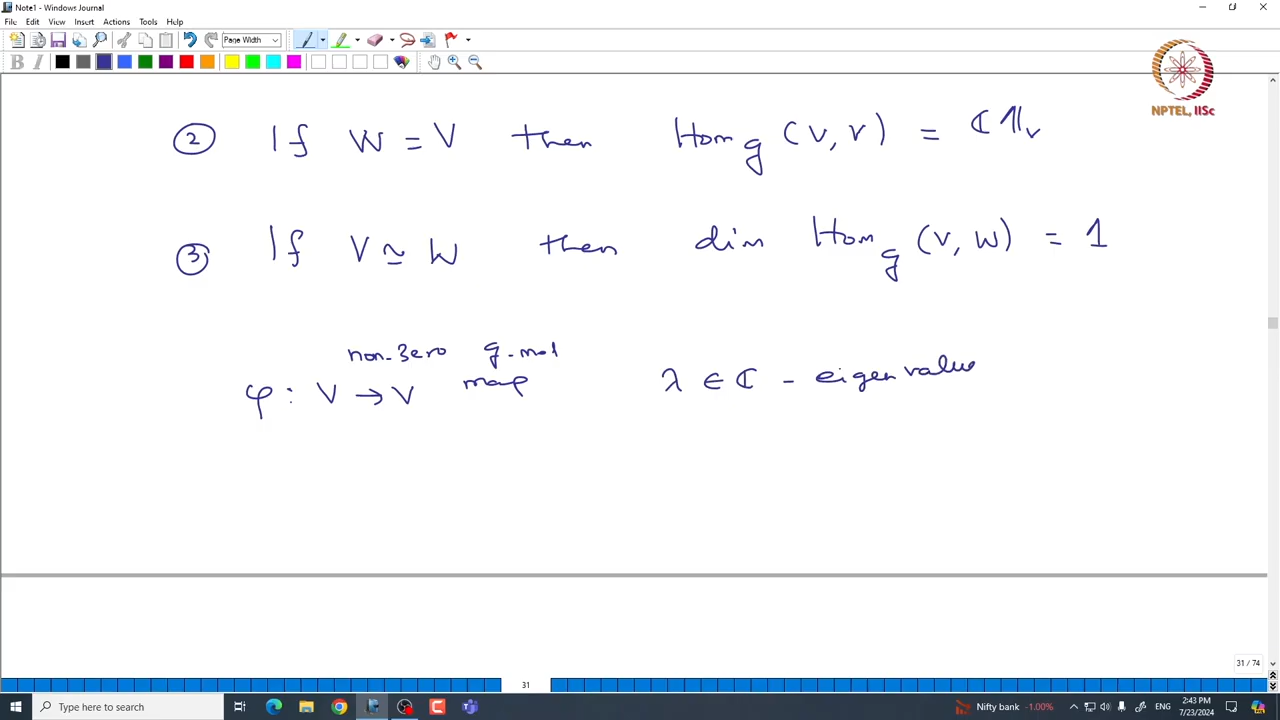 Note1 - Windows Journal
File Edit View Insert Actions Tools Help
Page Width
B I
NPTEL, IISc
② If W = V then Hom_g (V, V) = ℂ 𝟙_V
③ If V ≃ W then dim Hom_g (V, W) = 1
non-zero g-mod
φ : V → V map λ ∈ ℂ - eigenvalue
31 / 74
31
Type here to search
Nifty bank -1.00%
ENG
2:43 PM
7/23/2024